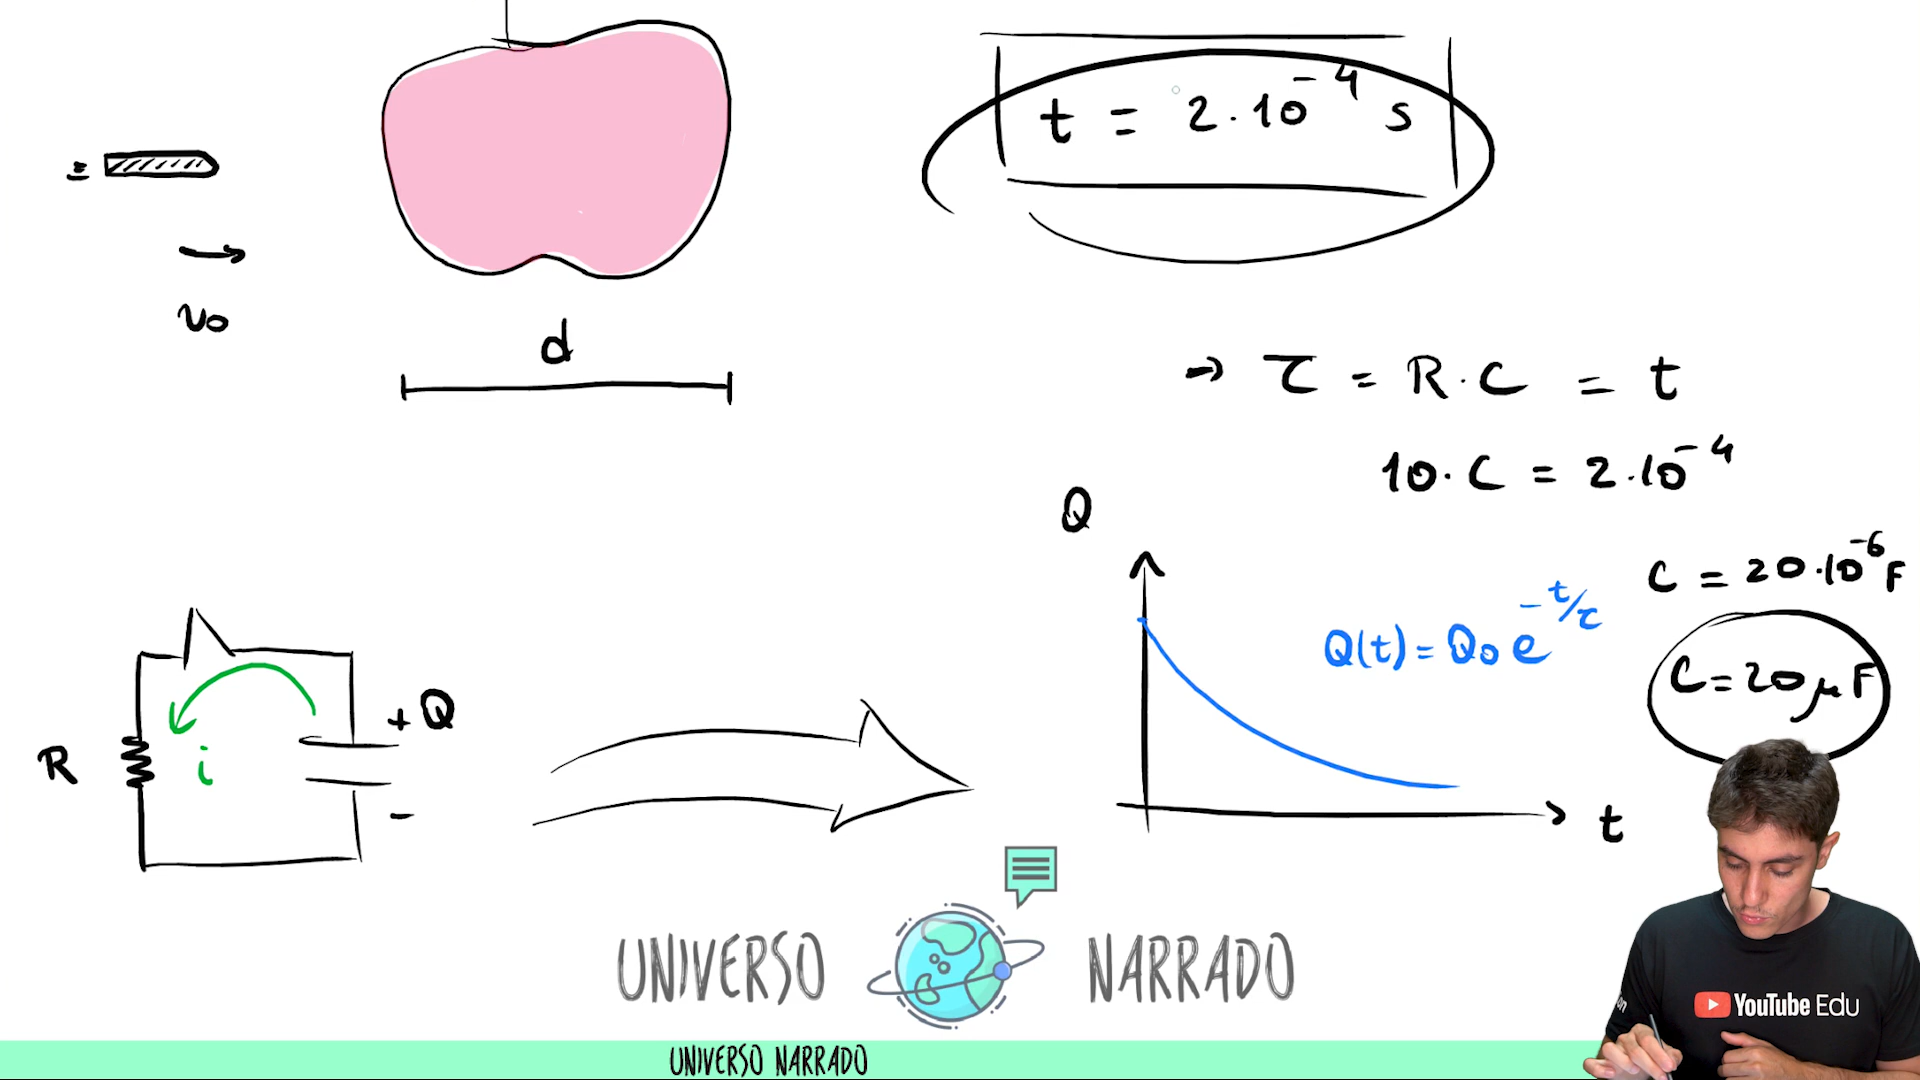 t = 2.10⁻⁴ s
=
v₀
d
→ τ = R.C = t
10.C = 2.10⁻⁴
Q
C = 20.10⁻⁶ F
Q(t) = Q₀ e^(-t/τ)
C = 20 μF
+ Q
R
i
-
t
UNIVERSO NARRADO
on
YouTube Edu
UNIVERSO NARRADO